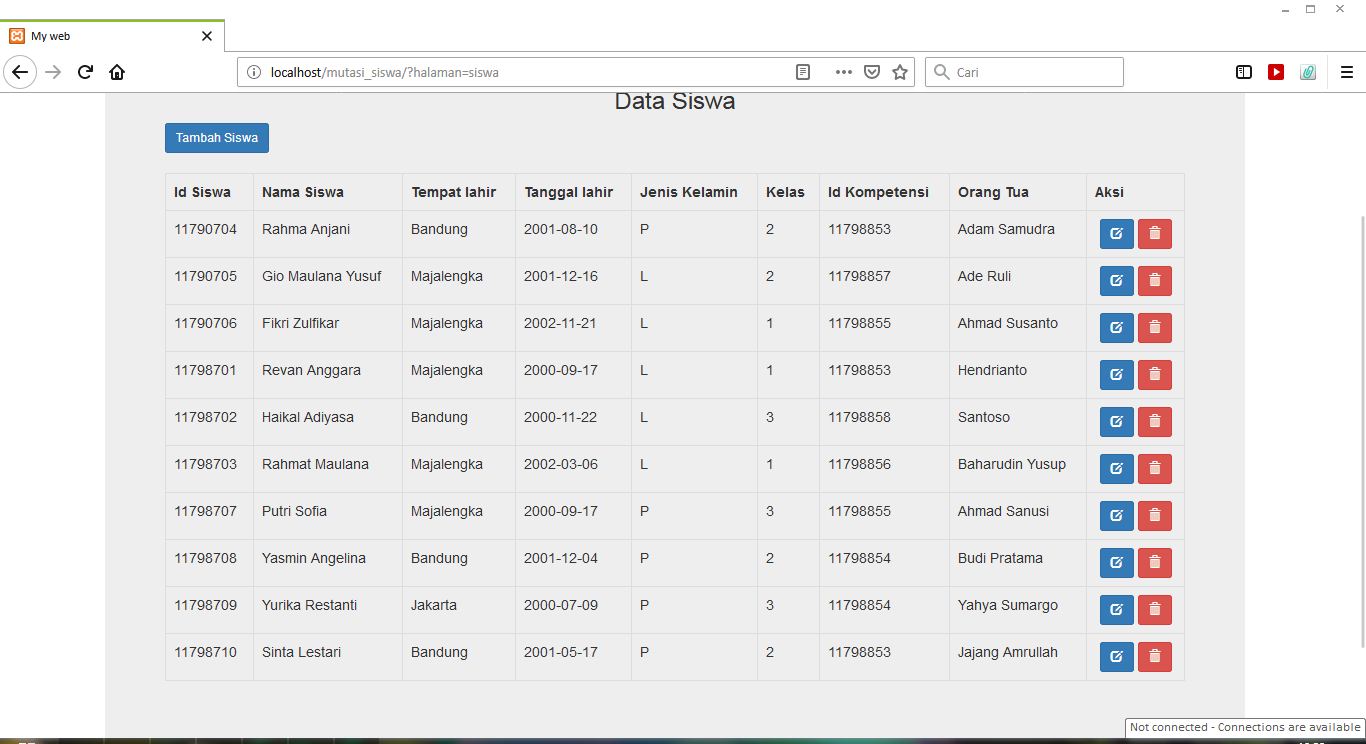 My web
localhost/mutasi_siswa/?halaman=siswa
Cari
Data Siswa
Tambah Siswa
Id Siswa Nama Siswa Tempat lahir Tanggal lahir Jenis Kelamin Kelas Id Kompetensi Orang Tua Aksi
11790704 Rahma Anjani Bandung 2001-08-10 P 2 11798853 Adam Samudra
11790705 Gio Maulana Yusuf Majalengka 2001-12-16 L 2 11798857 Ade Ruli
11790706 Fikri Zulfikar Majalengka 2002-11-21 L 1 11798855 Ahmad Susanto
11798701 Revan Anggara Majalengka 2000-09-17 L 1 11798853 Hendrianto
11798702 Haikal Adiyasa Bandung 2000-11-22 L 3 11798858 Santoso
11798703 Rahmat Maulana Majalengka 2002-03-06 L 1 11798856 Baharudin Yusup
11798707 Putri Sofia Majalengka 2000-09-17 P 3 11798855 Ahmad Sanusi
11798708 Yasmin Angelina Bandung 2001-12-04 P 2 11798854 Budi Pratama
11798709 Yurika Restanti Jakarta 2000-07-09 P 3 11798854 Yahya Sumargo
11798710 Sinta Lestari Bandung 2001-05-17 P 2 11798853 Jajang Amrullah
Not connected - Connections are available